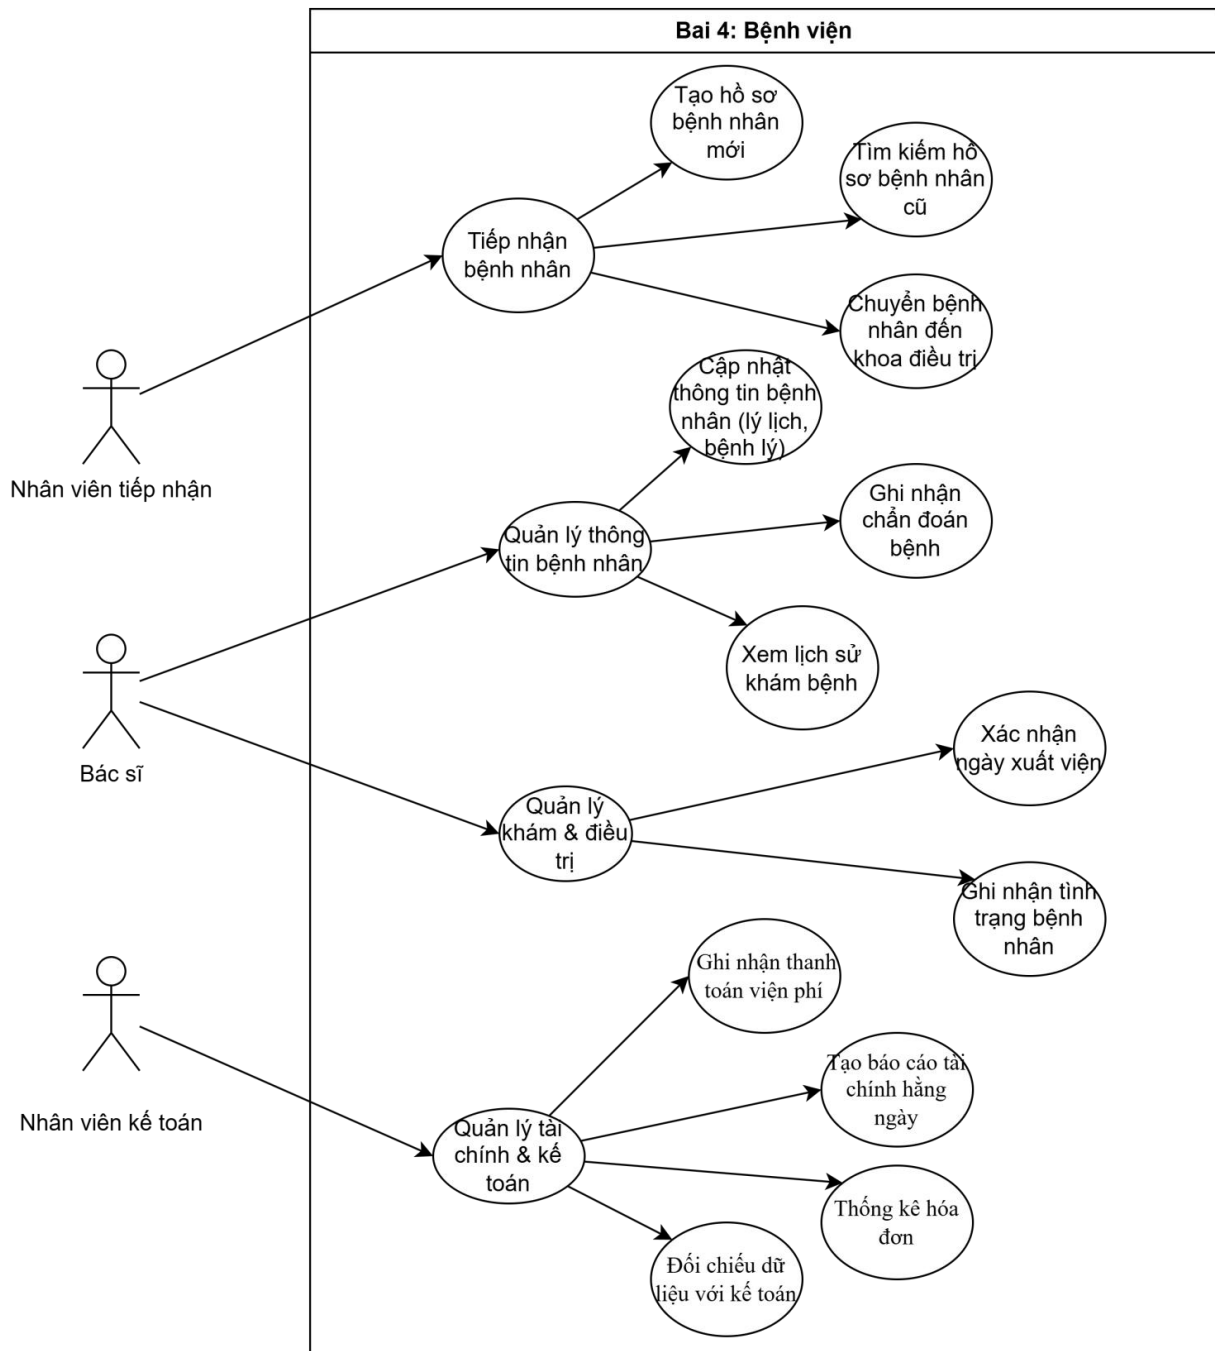 Bai 4: Bệnh viện
Tạo hồ sơ
bệnh nhân
mới
Tìm kiếm hồ
sơ bệnh nhân
cũ
Tiếp nhận
bệnh nhân
Chuyển bệnh
nhân đến
khoa điều trị
Cập nhật
thông tin bệnh
nhân (lý lịch,
bệnh lý)
Nhân viên tiếp nhận
Ghi nhận
chẩn đoán
bệnh
Quản lý thông
tin bệnh nhân
Xem lịch sử
khám bệnh
Xác nhận
ngày xuất viện
Bác sĩ
Quản lý
khám & điều
trị
Ghi nhận tình
trạng bệnh
nhân
Ghi nhận thanh
toán viện phí
Tạo báo cáo tài
chính hằng
ngày
Nhân viên kế toán
Quản lý tài
chính & kế
toán
Thống kê hóa
đơn
Đối chiếu dữ
liệu với kế toán